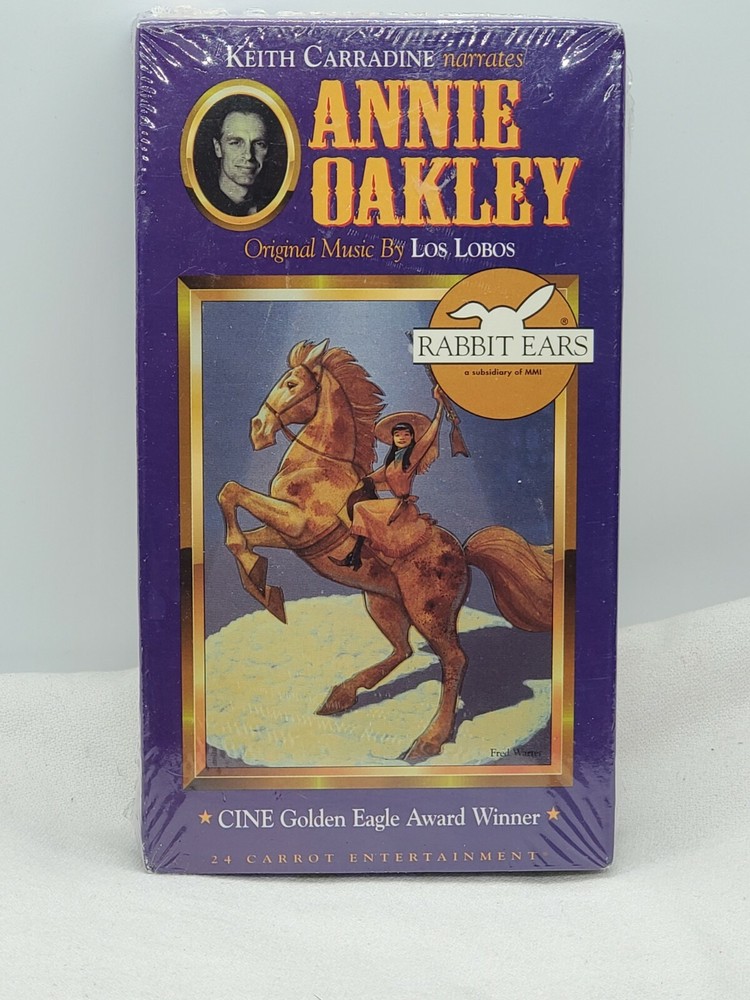 KEITH CARRADINE narrates
ANNIE
OAKLEY
Original Music By LOS LOBOS
®
RABBIT EARS
a subsidiary of MMI
Fred Warter
★ CINE Golden Eagle Award Winner ★
24 CARROT ENTERTAINMENT